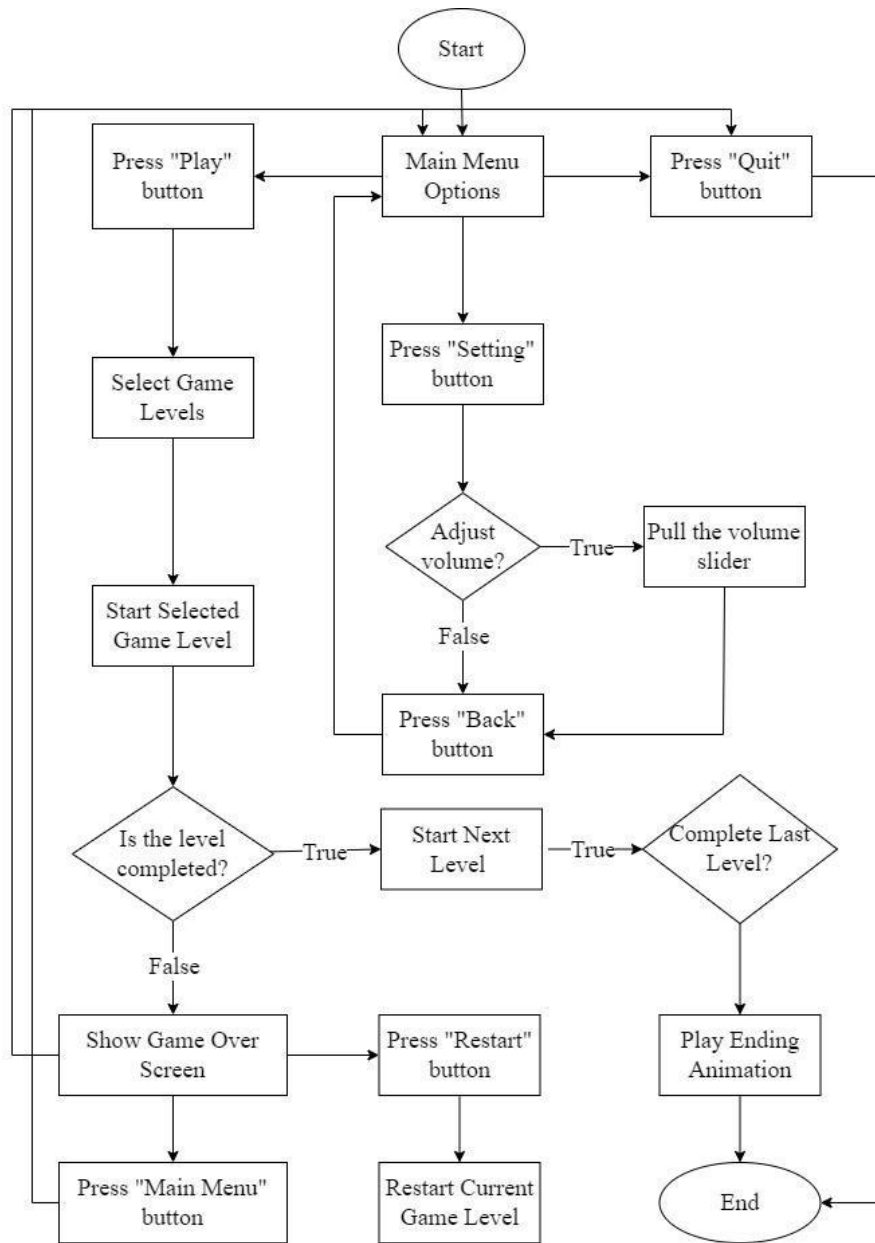 Start
Press "Play"
button
Main Menu
Options
Press "Quit"
button
Press "Setting"
button
Select Game
Levels
Adjust
volume?
True
Pull the volume
slider
Start Selected
Game Level
False
Press "Back"
button
Is the level
completed?
True
Start Next
Level
True
Complete Last
Level?
False
Show Game Over
Screen
Press "Restart"
button
Play Ending
Animation
Press "Main Menu"
button
Restart Current
Game Level
End